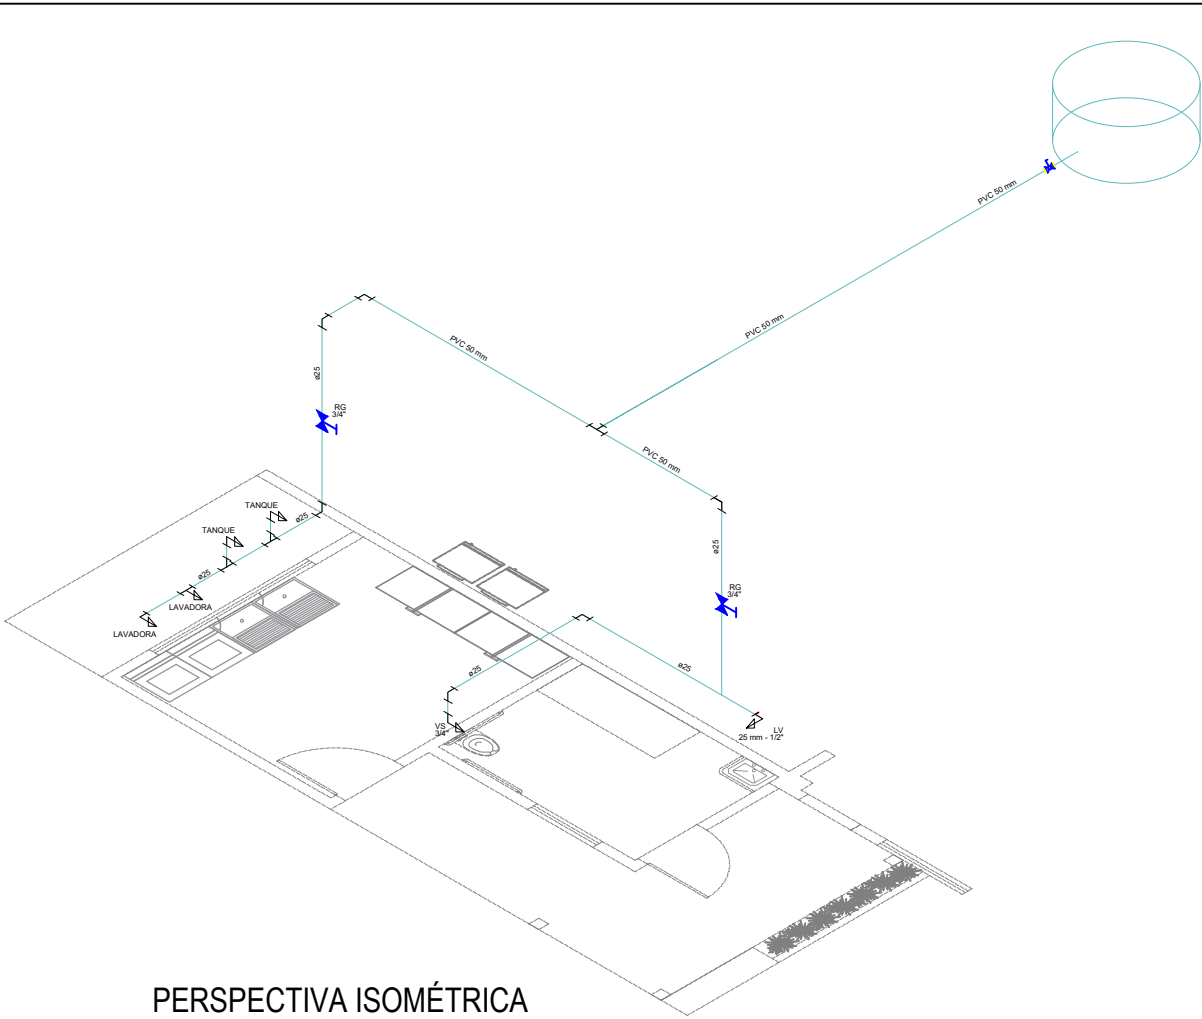 PVC 50 mm
PVC 50 mm
PVC 50 mm
ø25
RG
3/4"
PVC 50 mm
TANQUE
ø25
TANQUE
ø25
ø25
LAVADORA
RG
3/4"
LAVADORA
ø25
ø25
VS
3/4"
LV
25 mm - 1/2"
PERSPECTIVA ISOMÉTRICA